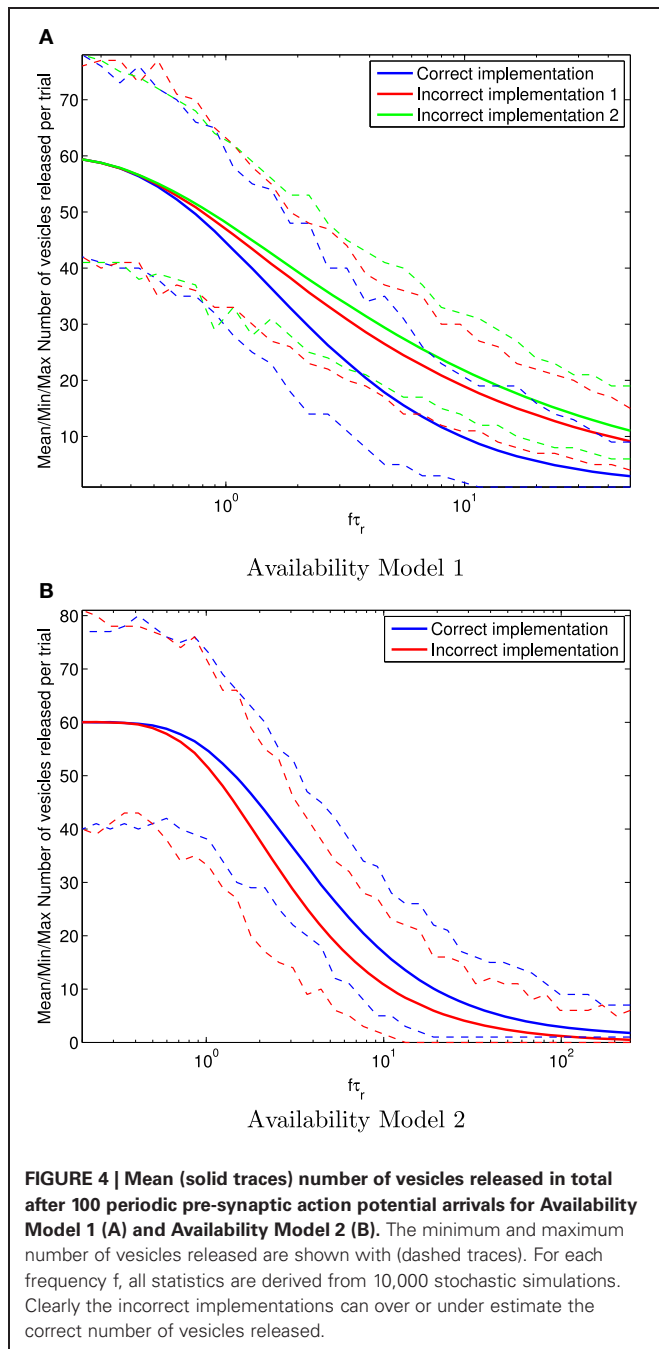 A
Mean/Min/Max Number of vesicles released per trial
70
60
50
40
30
20
10
Correct implementation
Incorrect implementation 1
Incorrect implementation 2
10⁰
10¹
fτᵣ
Availability Model 1
B
Mean/Min/Max Number of vesicles released per trial
80
70
60
50
40
30
20
10
0
Correct implementation
Incorrect implementation
10⁰
10¹
10²
fτᵣ
Availability Model 2
FIGURE 4 | Mean (solid traces) number of vesicles released in total
after 100 periodic pre-synaptic action potential arrivals for Availability
Model 1 (A) and Availability Model 2 (B). The minimum and maximum
number of vesicles released are shown with (dashed traces). For each
frequency f, all statistics are derived from 10,000 stochastic simulations.
Clearly the incorrect implementations can over or under estimate the
correct number of vesicles released.